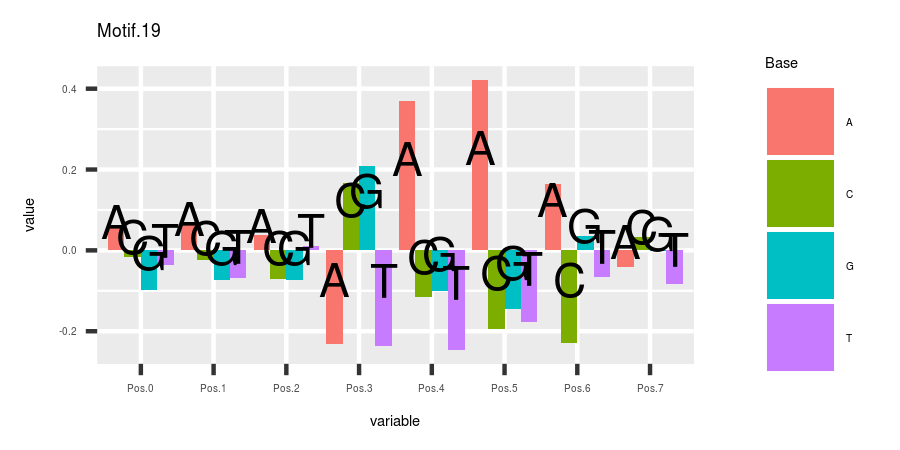 Motif.19
Base
0.4
0.2
0.0
-0.2
value
A C G T A C G T A C G T A C G T A C G T A C G T A C G T A C G T
Pos.0 Pos.1 Pos.2 Pos.3 Pos.4 Pos.5 Pos.6 Pos.7
variable
A
C
G
T